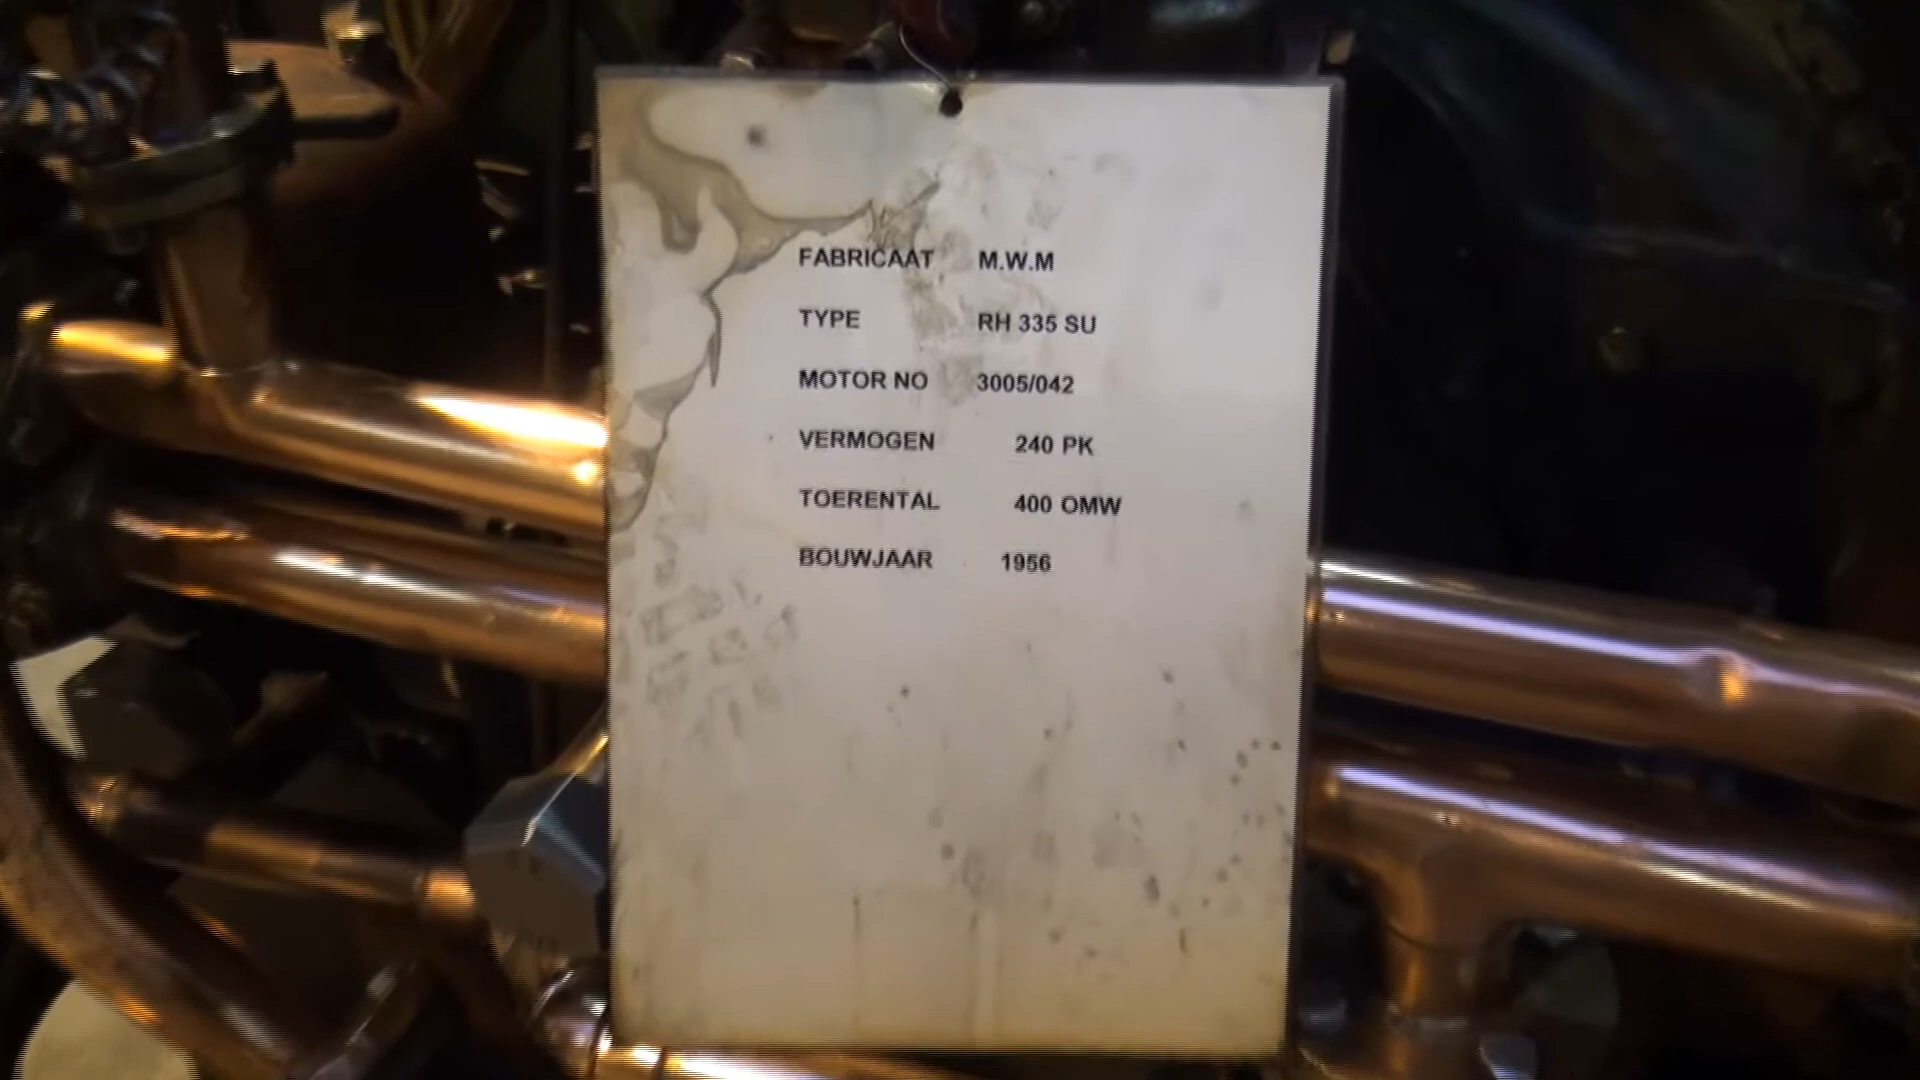 FABRICAAT M.W.M
TYPE RH 335 SU
MOTOR NO 3005/042
VERMOGEN 240 PK
TOERENTAL 400 OMW
BOUWJAAR 1956